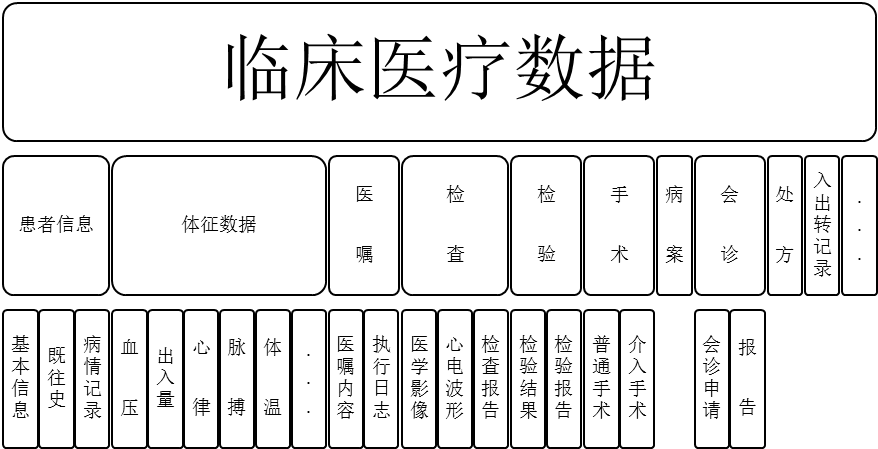 临床医疗数据
患者信息
体征数据
医嘱
检查
检验
手术
病案
会诊
处方
入出转记录
...
基本信息
既往史
病情记录
血压
出入量
心律
脉搏
体温
...
医嘱内容
执行日志
医学影像
心电波形
检查报告
检验结果
检验报告
普通手术
介入手术
会诊申请
报告